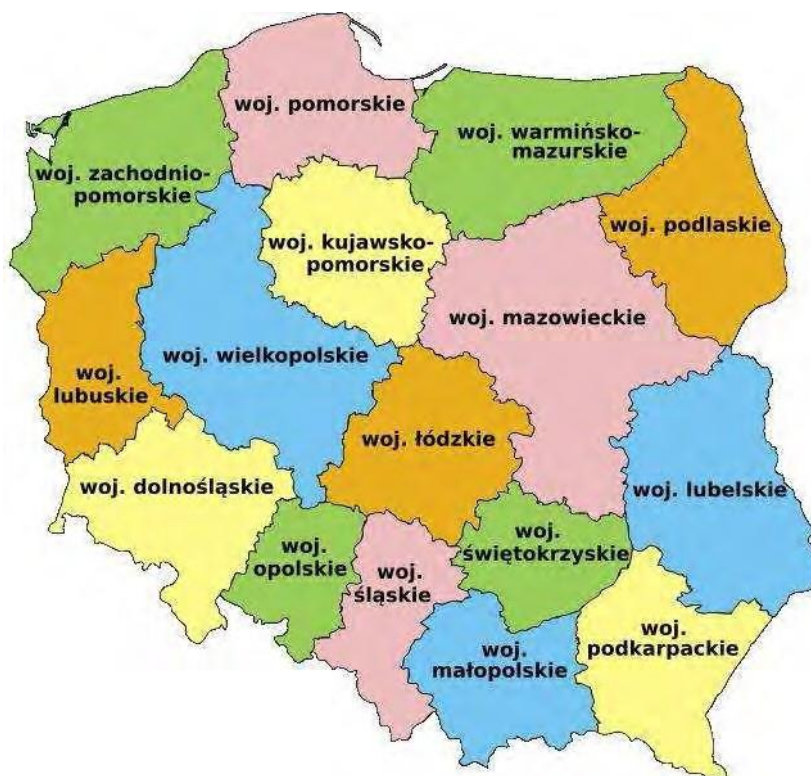 woj. pomorskie
woj. warmińsko-
mazurskie
woj. zachodnio-
pomorskie
woj. podlaskie
woj. kujawsko-
pomorskie
woj. mazowieckie
woj. wielkopolskie
woj.
lubuskie
woj. łódzkie
woj. dolnośląskie
woj. lubelskie
woj.
opolskie
woj.
świętokrzyskie
woj.
śląskie
woj.
małopolskie
woj.
podkarpackie